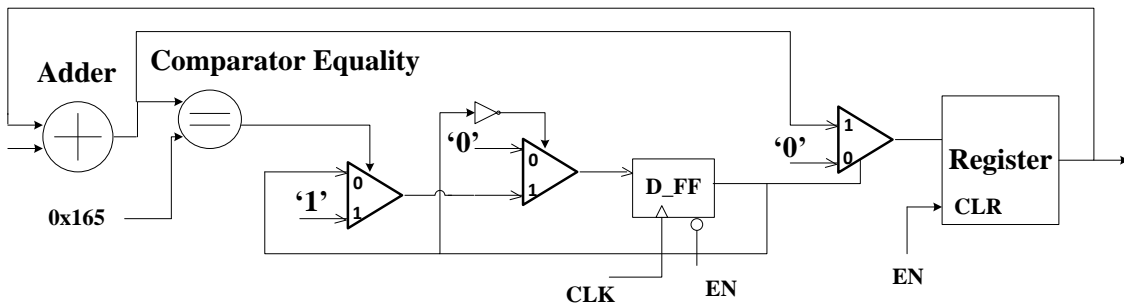 Comparator Equality
Adder
1
‘0’
‘0’
0
0
Register
0
D_FF
‘1’
1
1
CLR
0x165
EN
CLK
EN